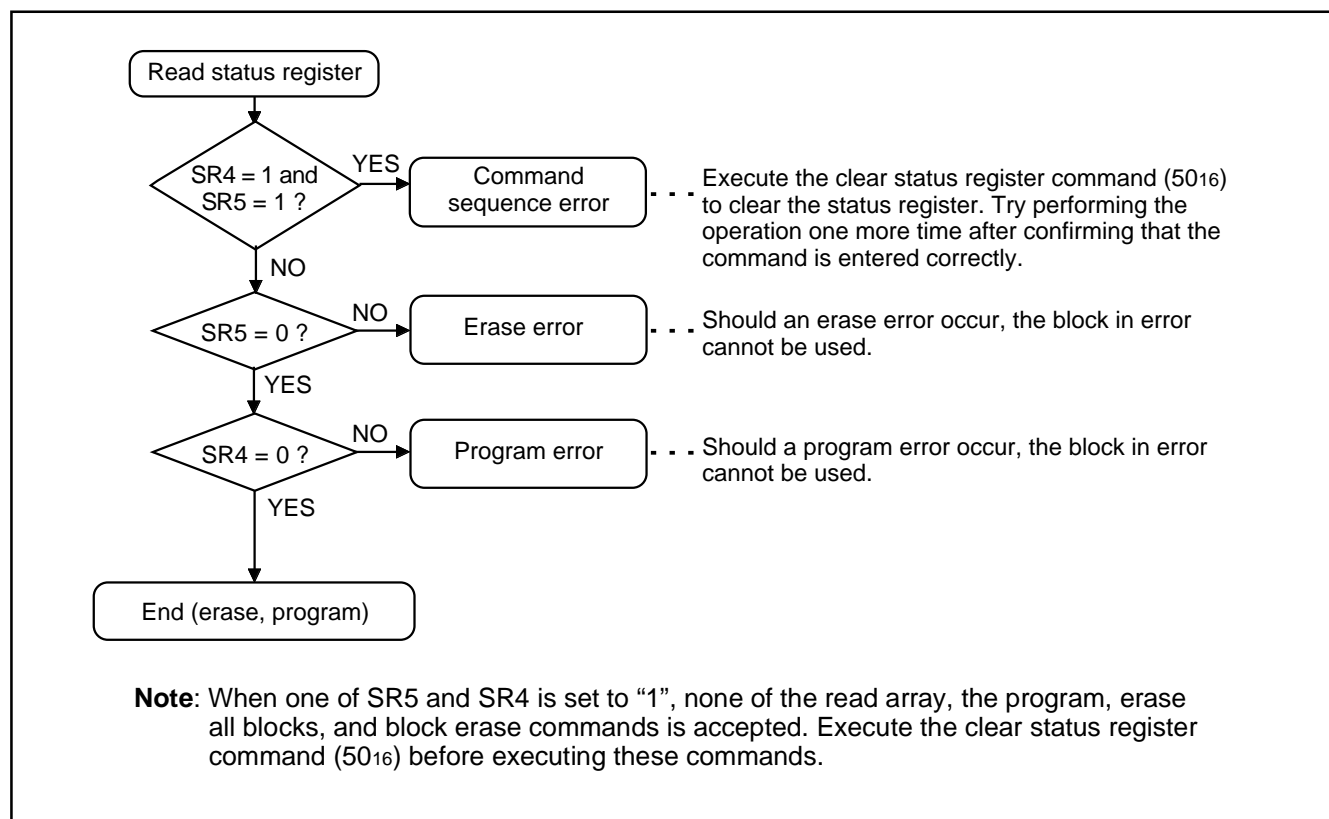 Read status register
SR4 = 1 and
SR5 = 1 ?
YES
Command
sequence error
Execute the clear status register command (5016)
to clear the status register. Try performing the
operation one more time after confirming that the
command is entered correctly.
NO
SR5 = 0 ?
NO
Erase error
Should an erase error occur, the block in error
cannot be used.
YES
SR4 = 0 ?
NO
Program error
Should a program error occur, the block in error
cannot be used.
YES
End (erase, program)
Note: When one of SR5 and SR4 is set to “1”, none of the read array, the program, erase
all blocks, and block erase commands is accepted. Execute the clear status register
command (5016) before executing these commands.